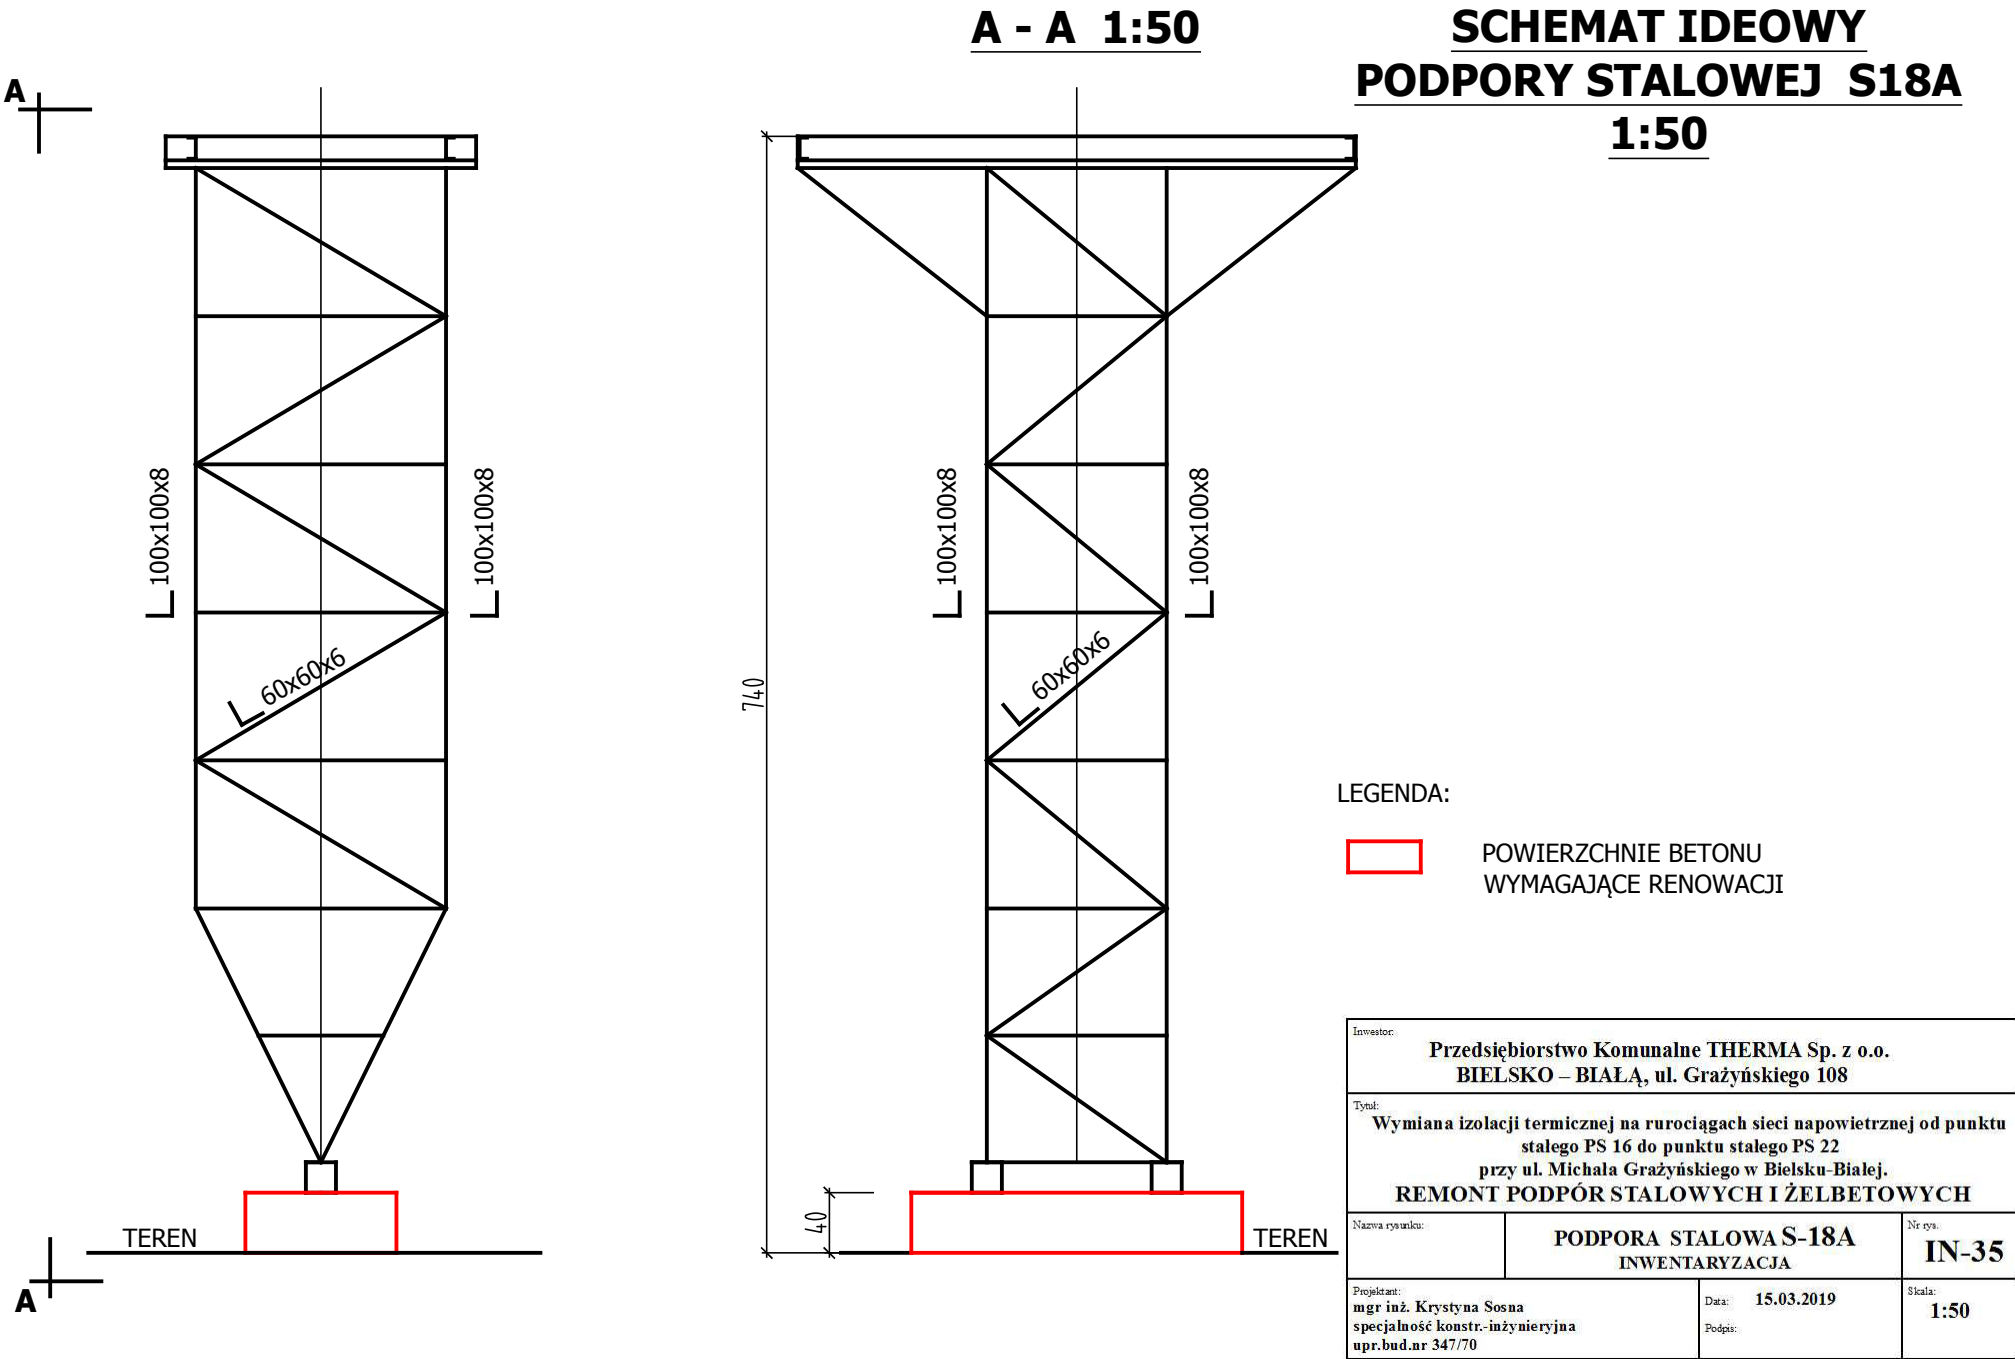 A - A 1:50
SCHEMAT IDEOWY
PODPORY STALOWEJ S18A
1:50
A
100x100x8
100x100x8
60x60x6
TEREN
A
740
40
100x100x8
100x100x8
60x60x6
TEREN
LEGENDA:
POWIERZCHNIE BETONU
WYMAGAJĄCE RENOWACJI
Inwestor:
Przedsiębiorstwo Komunalne THERMA Sp. z o.o.
BIELSKO – BIAŁĄ, ul. Grażyńskiego 108
Tytuł:
Wymiana izolacji termicznej na rurociągach sieci napowietrznej od punktu
stałego PS 16 do punktu stałego PS 22
przy ul. Michała Grażyńskiego w Bielsku-Białej.
REMONT PODPÓR STALOWYCH I ŻELBETOWYCH
Nazwa rysunku:
PODPORA STALOWA S-18A
INWENTARYZACJA
Nr rys.
IN-35
Projektant:
mgr inż. Krystyna Sosna
specjalność konstr.-inżynieryjna
upr.bud.nr 347/70
Data: 15.03.2019
Podpis:
Skala:
1:50